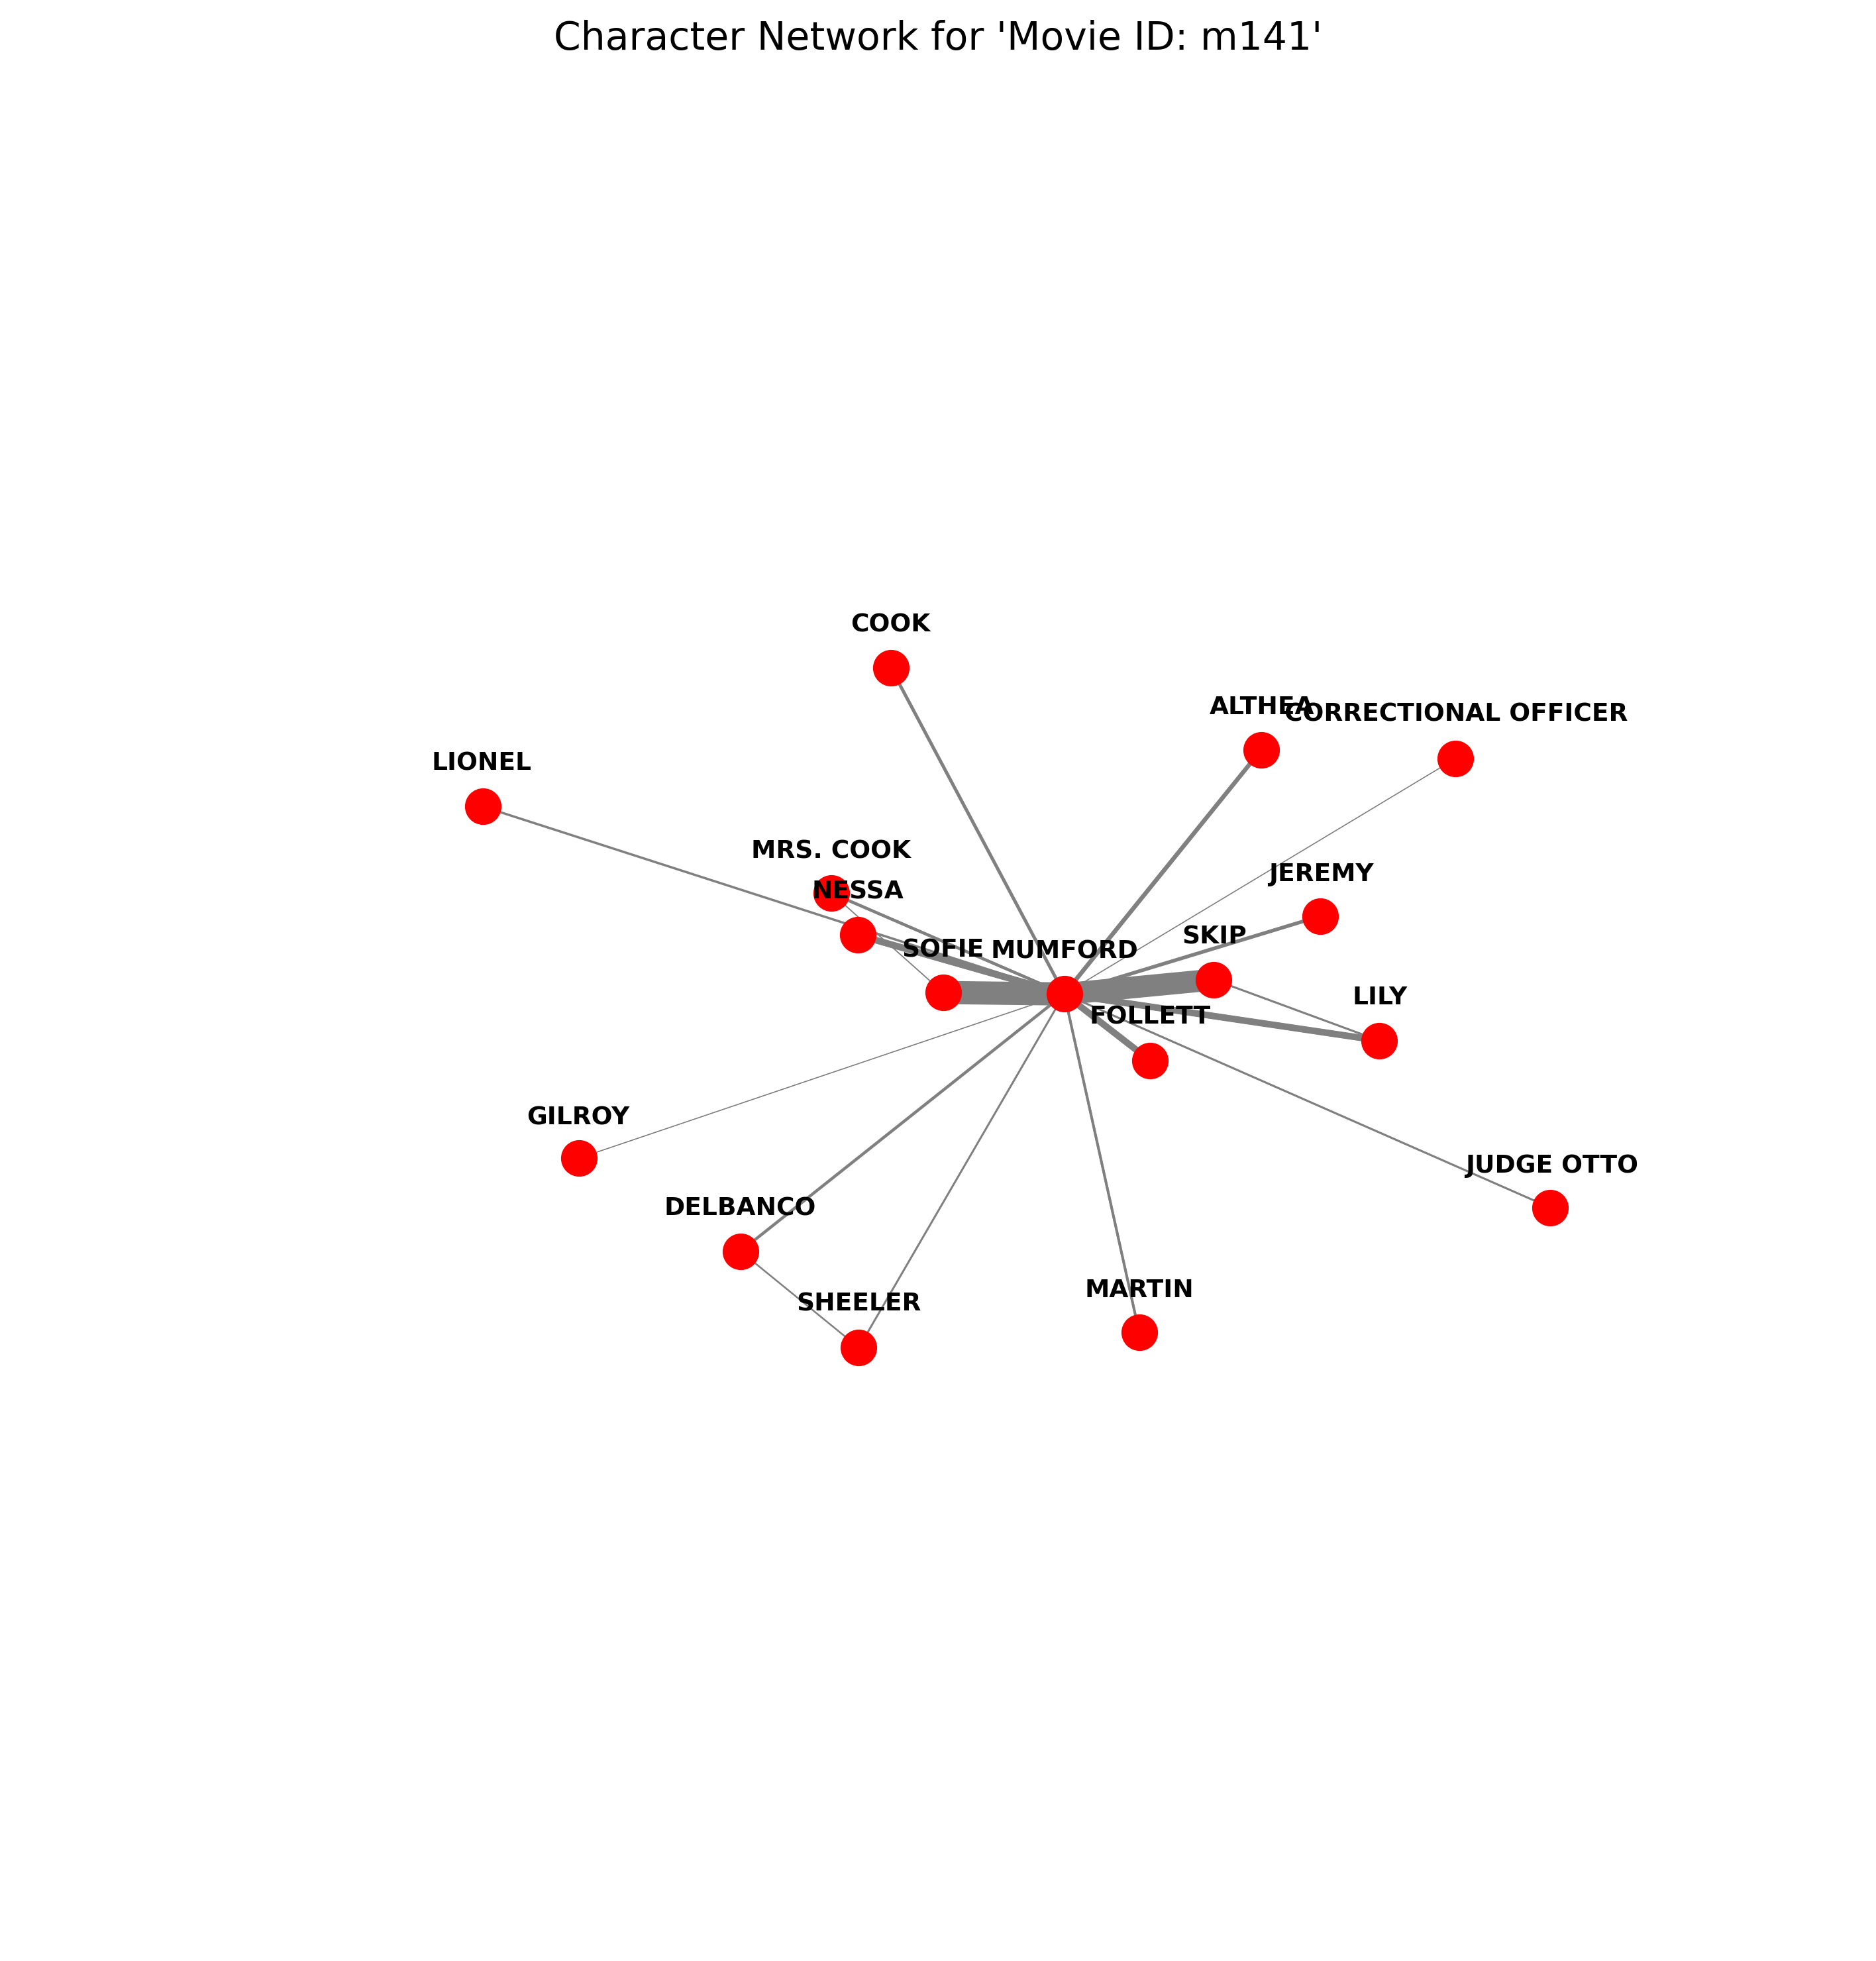 Character Network for 'Movie ID: m141'
COOK
ALTHEA
CORRECTIONAL OFFICER
LIONEL
MRS. COOK
JEREMY
NESSA
SKIP
SOFIE
MUMFORD
LILY
FOLLETT
GILROY
JUDGE OTTO
DELBANCO
MARTIN
SHEELER